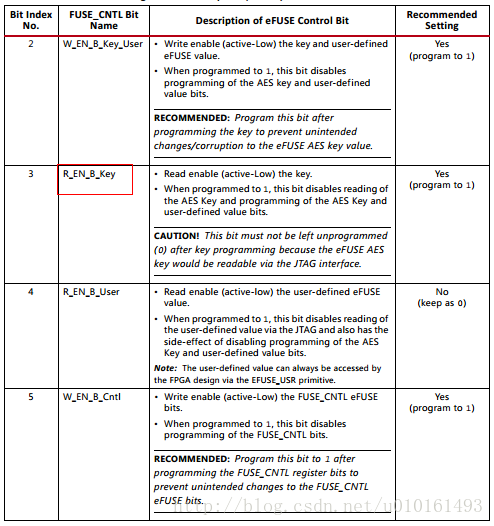 Bit Index No.
FUSE_CNTL Bit Name
Description of eFUSE Control Bit
Recommended Setting
2
W_EN_B_Key_User
• Write enable (active-Low) the key and user-defined
eFUSE value.
• When programmed to 1, this bit disables
programming of the AES key and user-defined
value bits.
RECOMMENDED: Program this bit after
programming the key to prevent unintended
changes/corruption to the eFUSE AES key value.
Yes
(program to 1)
3
R_EN_B_Key
• Read enable (active-Low) the key.
• When programmed to 1, this bit disables reading of
the AES Key and programming of the AES Key and
user-defined value bits.
CAUTION! This bit must not be left unprogrammed
(0) after key programming because the eFUSE AES
key would be readable via the JTAG interface.
Yes
(program to 1)
4
R_EN_B_User
• Read enable (active-low) the user-defined eFUSE
value.
• When programmed to 1, this bit disables reading of
the user-defined value via the JTAG and also has the
side-effect of disabling programming of the AES
Key and user-defined value bits.
Note: The user-defined value can always be accessed by
the FPGA design via the EFUSE_USR primitive.
No
(keep as 0)
5
W_EN_B_Cntl
• Write enable (active-Low) the FUSE_CNTL eFUSE
bits.
• When programmed to 1, this bit disables
programming of the FUSE_CNTL bits.
RECOMMENDED: Program this bit to 1 after
programming the FUSE_CNTL register bits to
prevent unintended changes to the FUSE_CNTL
eFUSE bits.
Yes
(program to 1)
http://blog.csdn.net/u010161493